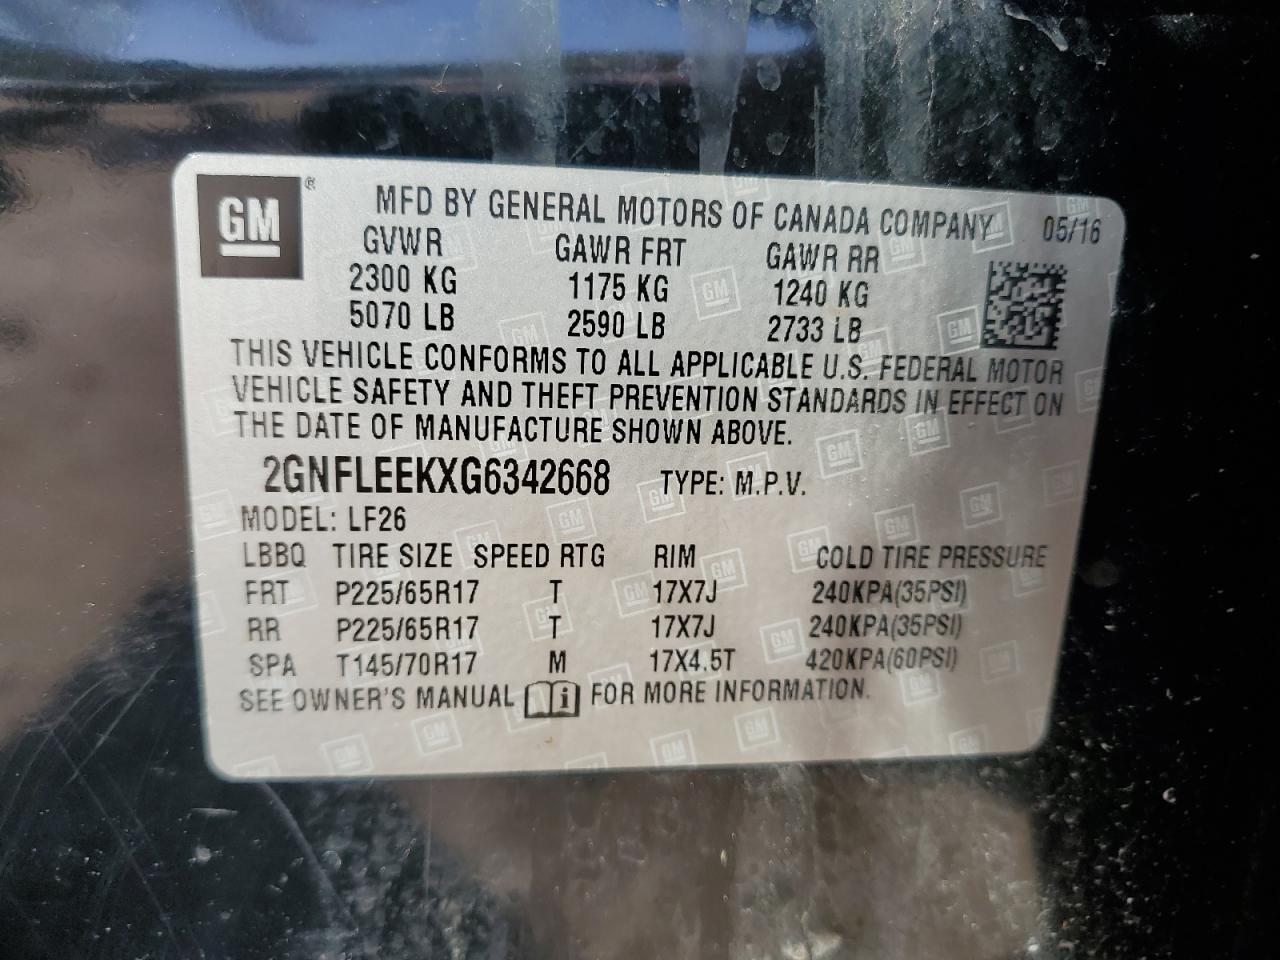 GM®
MFD BY GENERAL MOTORS OF CANADA COMPANY 05/16
GVWR GAWR FRT GAWR RR
2300 KG 1175 KG 1240 KG
5070 LB 2590 LB 2733 LB
THIS VEHICLE CONFORMS TO ALL APPLICABLE U.S. FEDERAL MOTOR
VEHICLE SAFETY AND THEFT PREVENTION STANDARDS IN EFFECT ON
THE DATE OF MANUFACTURE SHOWN ABOVE.
2GNFLEEKXG6342668 TYPE: M.P.V.
MODEL: LF26
LBBQ TIRE SIZE SPEED RTG RIM COLD TIRE PRESSURE
FRT P225/65R17 T 17X7J 240KPA(35PSI)
RR P225/65R17 T 17X7J 240KPA(35PSI)
SPA T145/70R17 M 17X4.5T 420KPA(60PSI)
SEE OWNER'S MANUAL i FOR MORE INFORMATION.